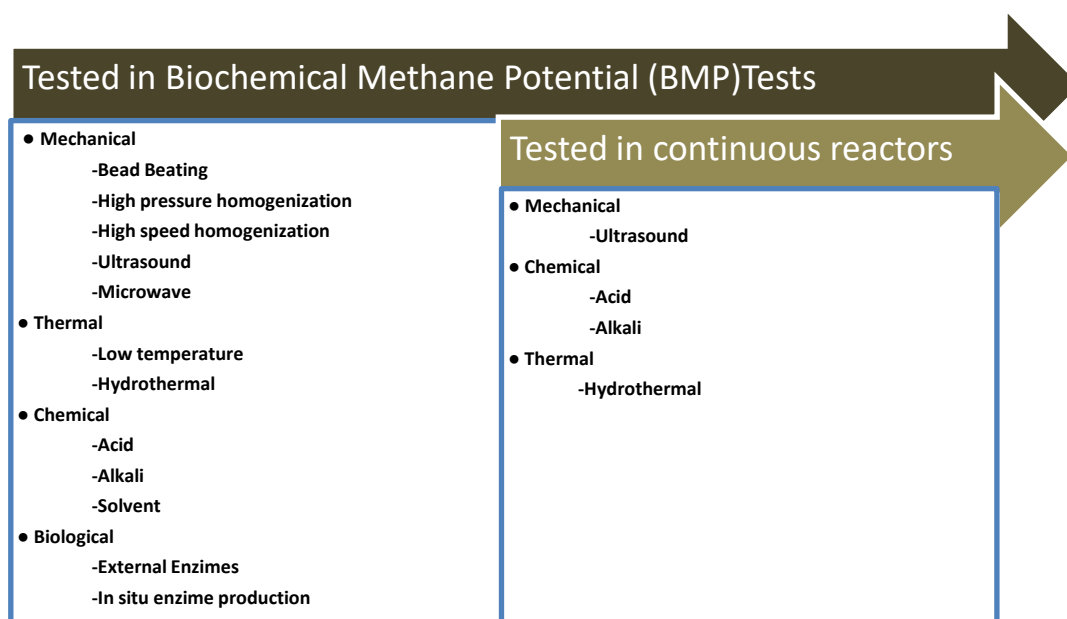 Tested in Biochemical Methane Potential (BMP)Tests
● Mechanical
-Bead Beating
-High pressure homogenization
-High speed homogenization
-Ultrasound
-Microwave
● Thermal
-Low temperature
-Hydrothermal
● Chemical
-Acid
-Alkali
-Solvent
● Biological
-External Enzimes
-In situ enzime production
Tested in continuous reactors
● Mechanical
-Ultrasound
● Chemical
-Acid
-Alkali
● Thermal
-Hydrothermal